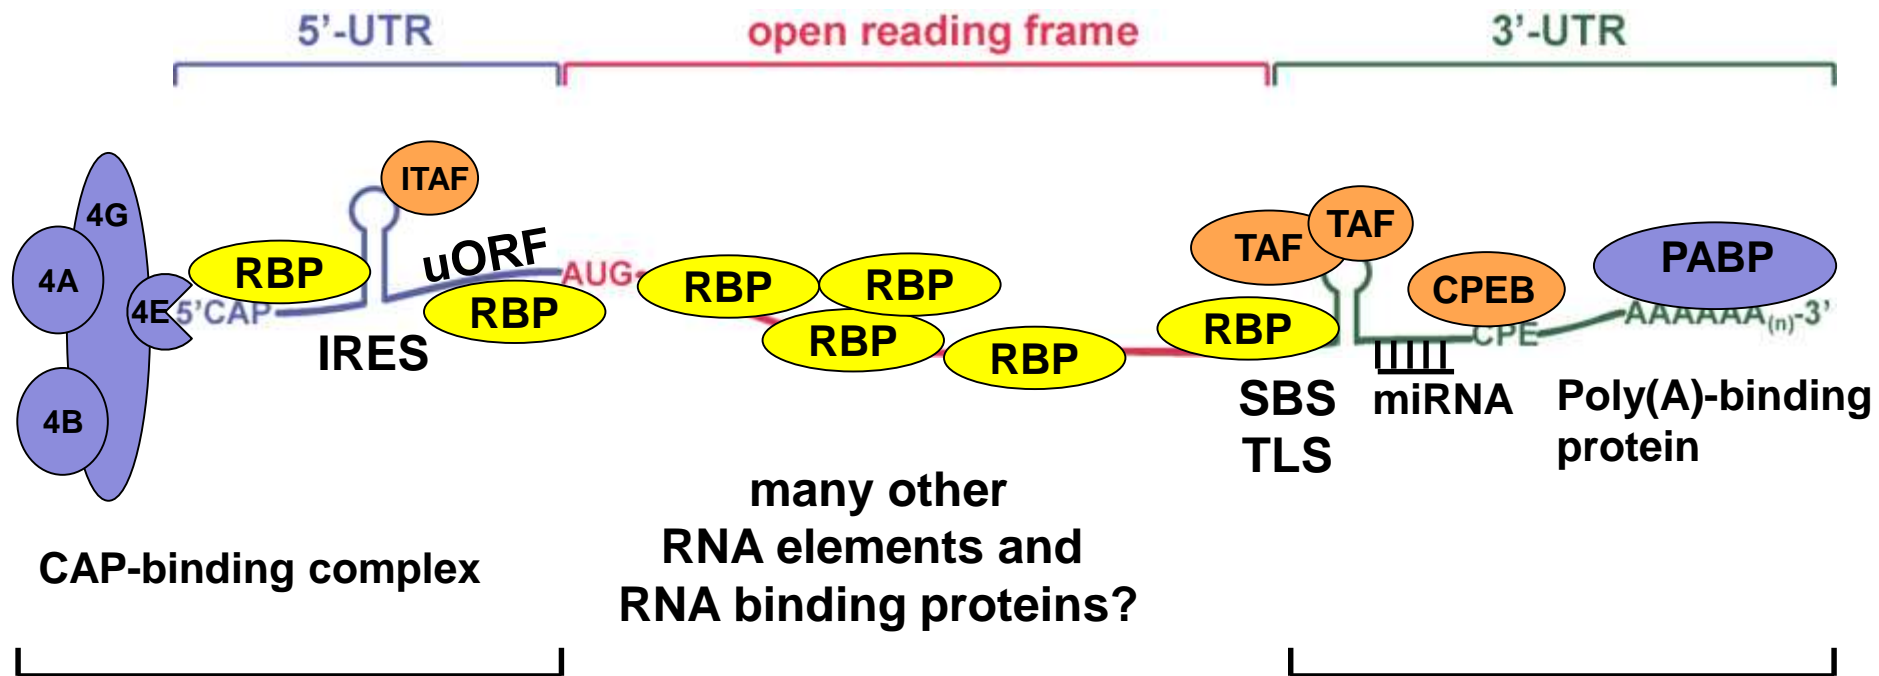 5’-UTR
open reading frame
3’-UTR
ITAF
4G
4A
4E
4B
RBP
5’CAP
uORF
RBP
IRES
AUG
RBP
RBP
RBP
RBP
RBP
TAF
TAF
CPEB
CPE
PABP
AAAAAA(n)-3’
SBS
TLS
miRNA
Poly(A)-binding
protein
many other
RNA elements and
RNA binding proteins?
CAP-binding complex